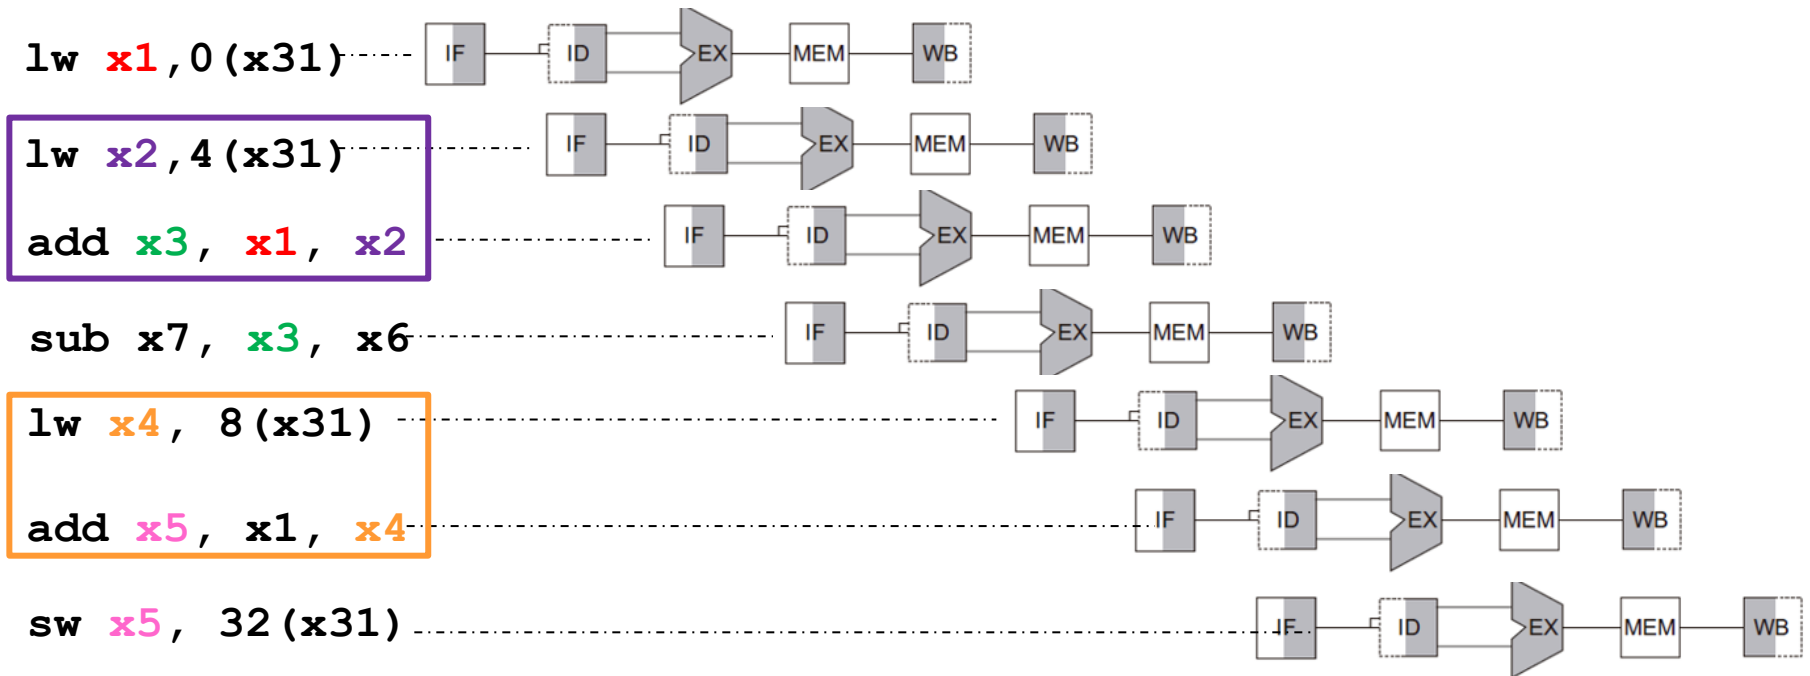 lw x1,0(x31) IF ID EX MEM WB
lw x2,4(x31) IF ID EX MEM WB
add x3, x1, x2 IF ID EX MEM WB
sub x7, x3, x6 IF ID EX MEM WB
lw x4, 8(x31) IF ID EX MEM WB
add x5, x1, x4 IF ID EX MEM WB
sw x5, 32(x31) IF ID EX MEM WB